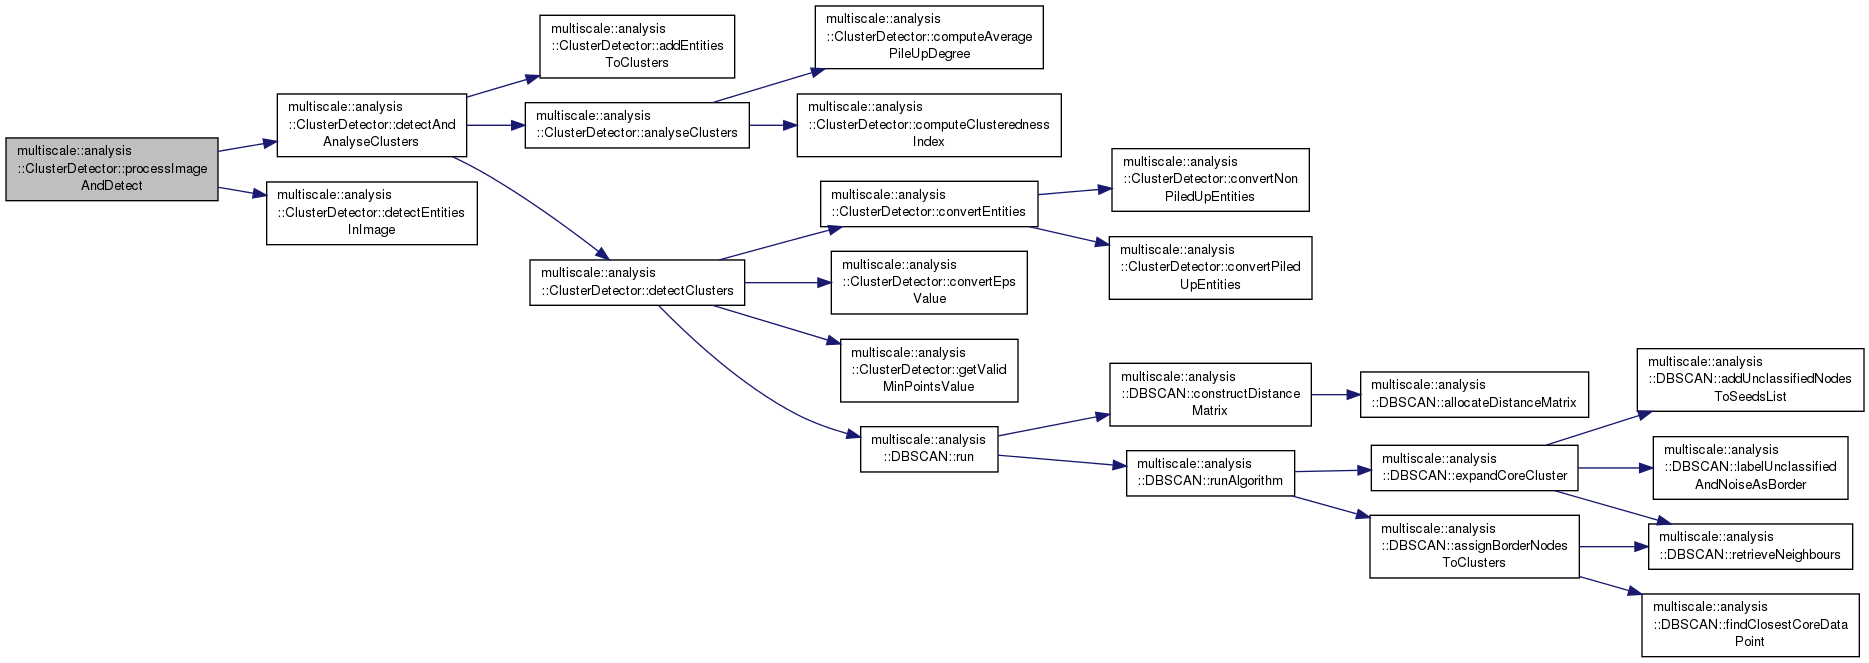 multiscale::analysis
::ClusterDetector::processImage
AndDetect
multiscale::analysis
::ClusterDetector::detectAnd
AnalyseClusters
multiscale::analysis
::ClusterDetector::detectEntities
InImage
multiscale::analysis
::ClusterDetector::addEntities
ToClusters
multiscale::analysis
::ClusterDetector::analyseClusters
multiscale::analysis
::ClusterDetector::detectClusters
multiscale::analysis
::ClusterDetector::computeAverage
PileUpDegree
multiscale::analysis
::ClusterDetector::computeClusteredness
Index
multiscale::analysis
::ClusterDetector::convertEntities
multiscale::analysis
::ClusterDetector::convertEps
Value
multiscale::analysis
::ClusterDetector::getValid
MinPointsValue
multiscale::analysis
::DBSCAN::run
multiscale::analysis
::ClusterDetector::convertNon
PiledUpEntities
multiscale::analysis
::ClusterDetector::convertPiled
UpEntities
multiscale::analysis
::DBSCAN::constructDistance
Matrix
multiscale::analysis
::DBSCAN::runAlgorithm
multiscale::analysis
::DBSCAN::allocateDistanceMatrix
multiscale::analysis
::DBSCAN::expandCoreCluster
multiscale::analysis
::DBSCAN::assignBorderNodes
ToClusters
multiscale::analysis
::DBSCAN::addUnclassifiedNodes
ToSeedsList
multiscale::analysis
::DBSCAN::labelUnclassified
AndNoiseAsBorder
multiscale::analysis
::DBSCAN::retrieveNeighbours
multiscale::analysis
::DBSCAN::findClosestCoreData
Point